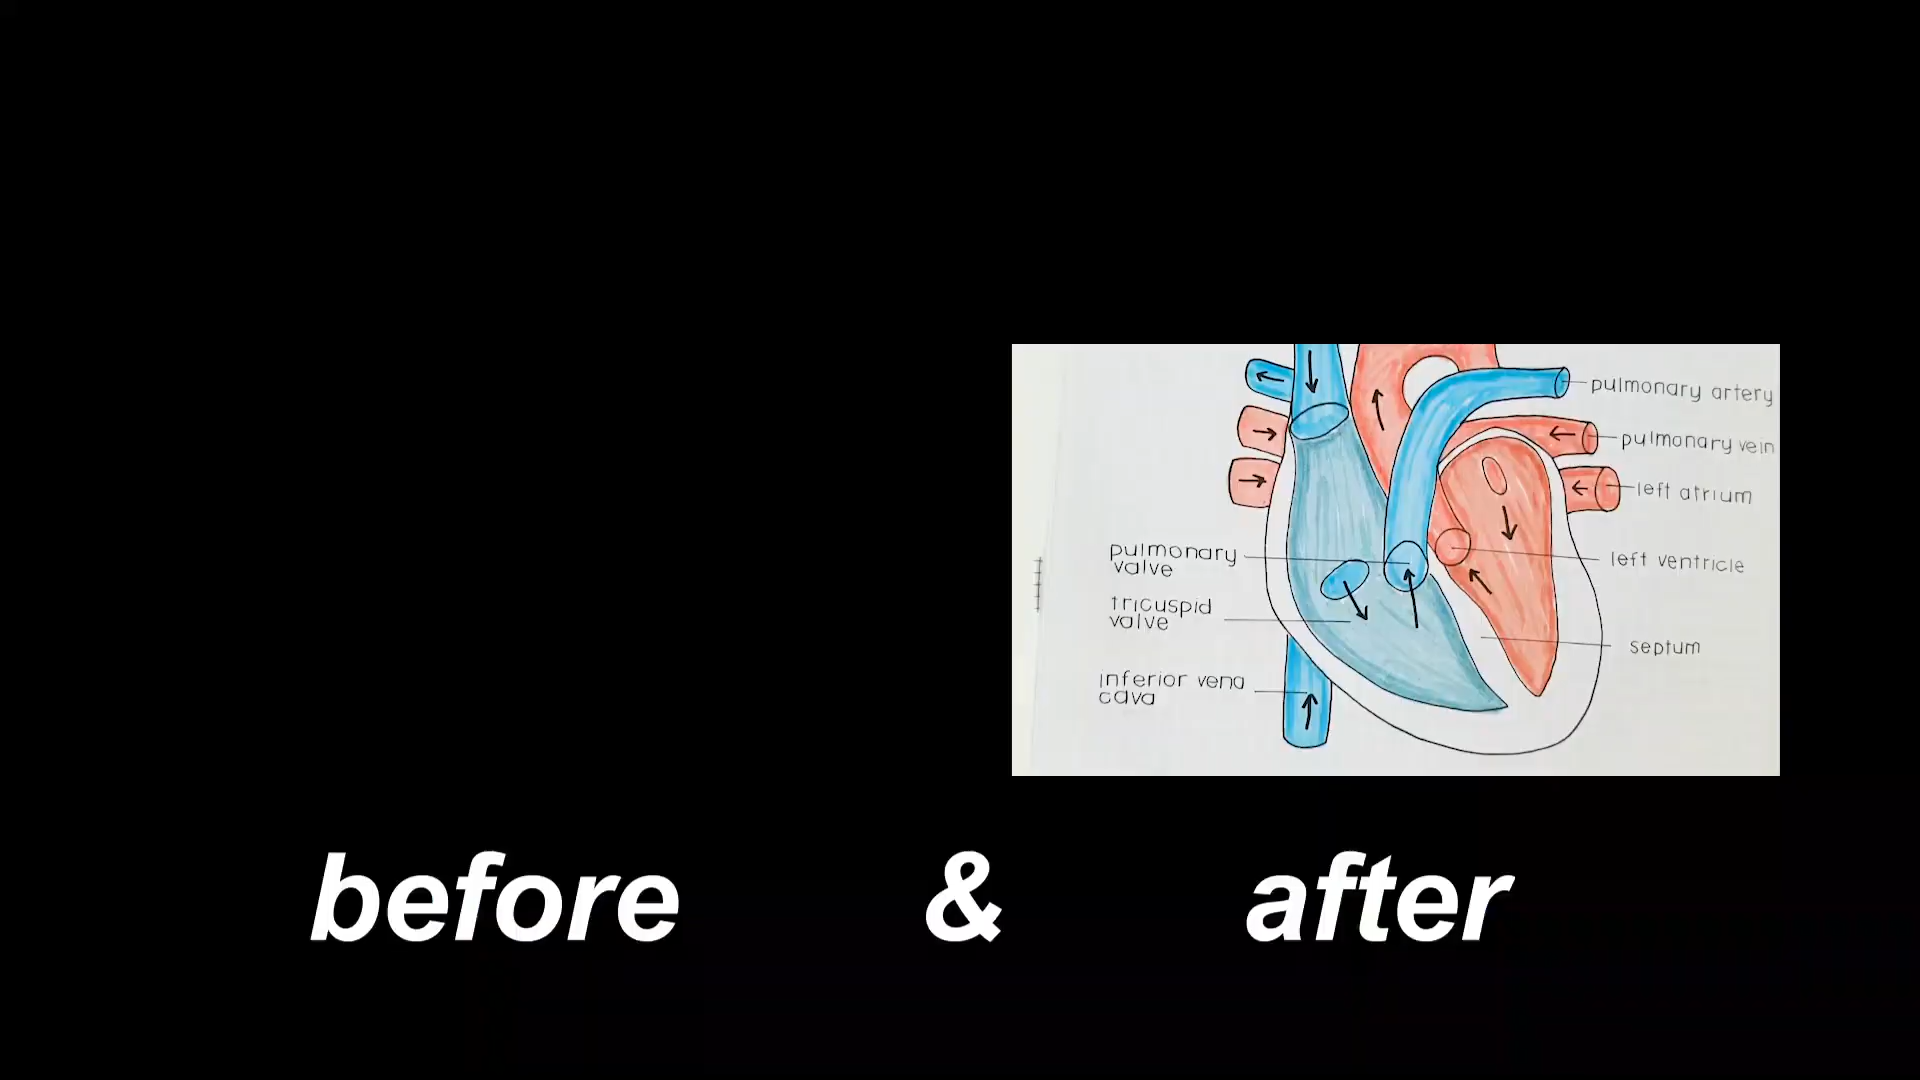 pulmonary artery
pulmonary vein
left atrium
pulmonary
valve
left ventricle
tricuspid
valve
septum
inferior vena
cava
before & after